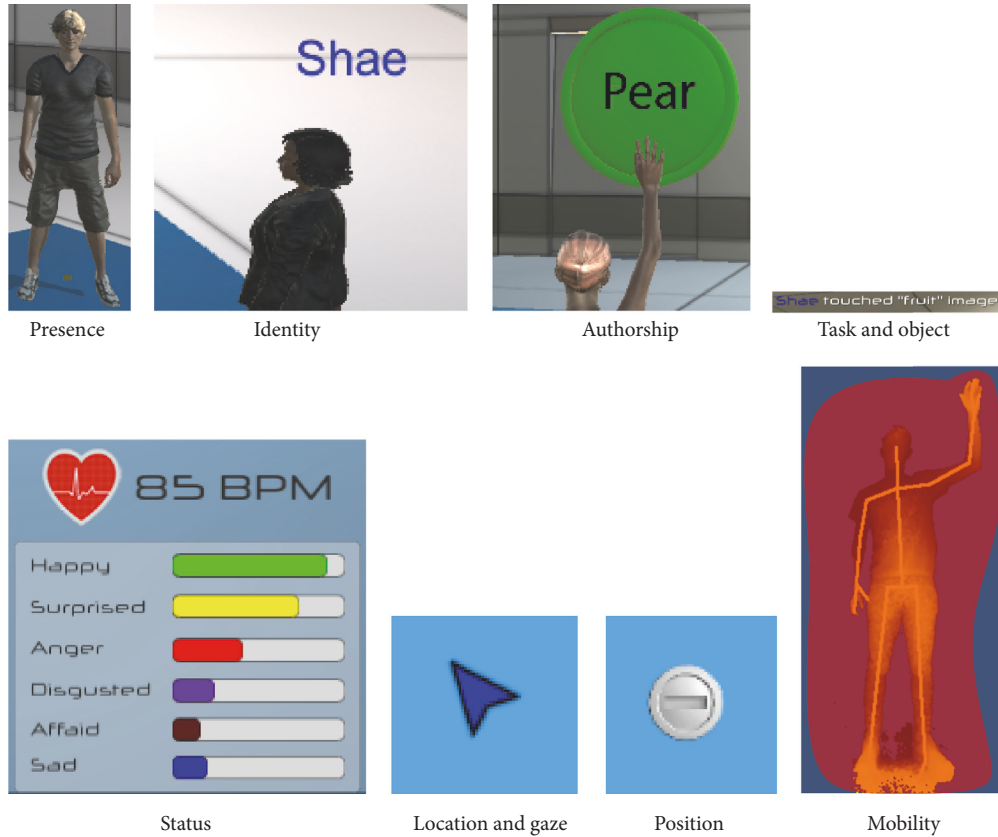 Shae
Pear
Shae touched "fruit" image
Presence
Identity
Authorship
Task and object
85 BPM
Happy
Surprised
Anger
Disgusted
Affaid
Sad
Status
Location and gaze
Position
Mobility